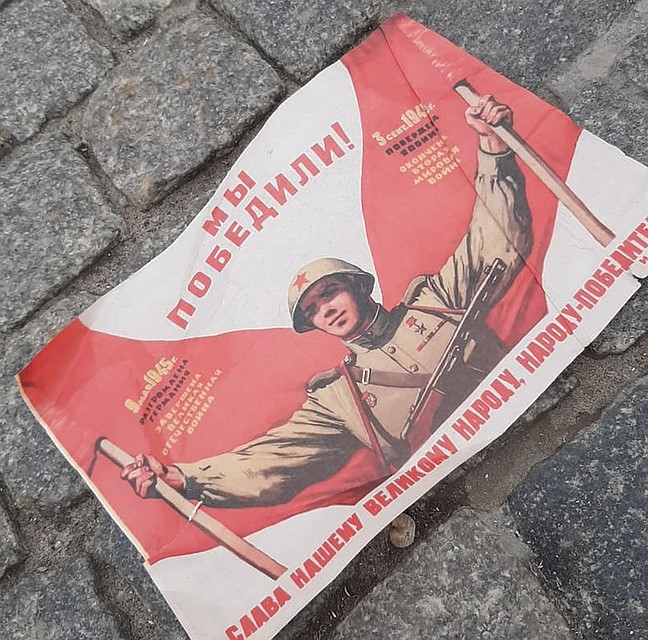 МЫ
ПОБЕДИЛИ!
9 МАЯ 1945 г.
РАЗГРОМЛЕНА
ГЕРМАНИЯ
ЗАВЕРШЕНА
ВЕЛИКАЯ
ОТЕЧЕСТВЕННАЯ
ВОЙНА
3 СЕНТ. 1945 г.
ПОВЕРЖЕНА
ЯПОНИЯ
ОКОНЧЕНА
ВТОРАЯ
МИРОВАЯ
ВОЙНА
СЛАВА НАШЕМУ ВЕЛИКОМУ НАРОДУ, НАРОДУ-ПОБЕДИТЕ